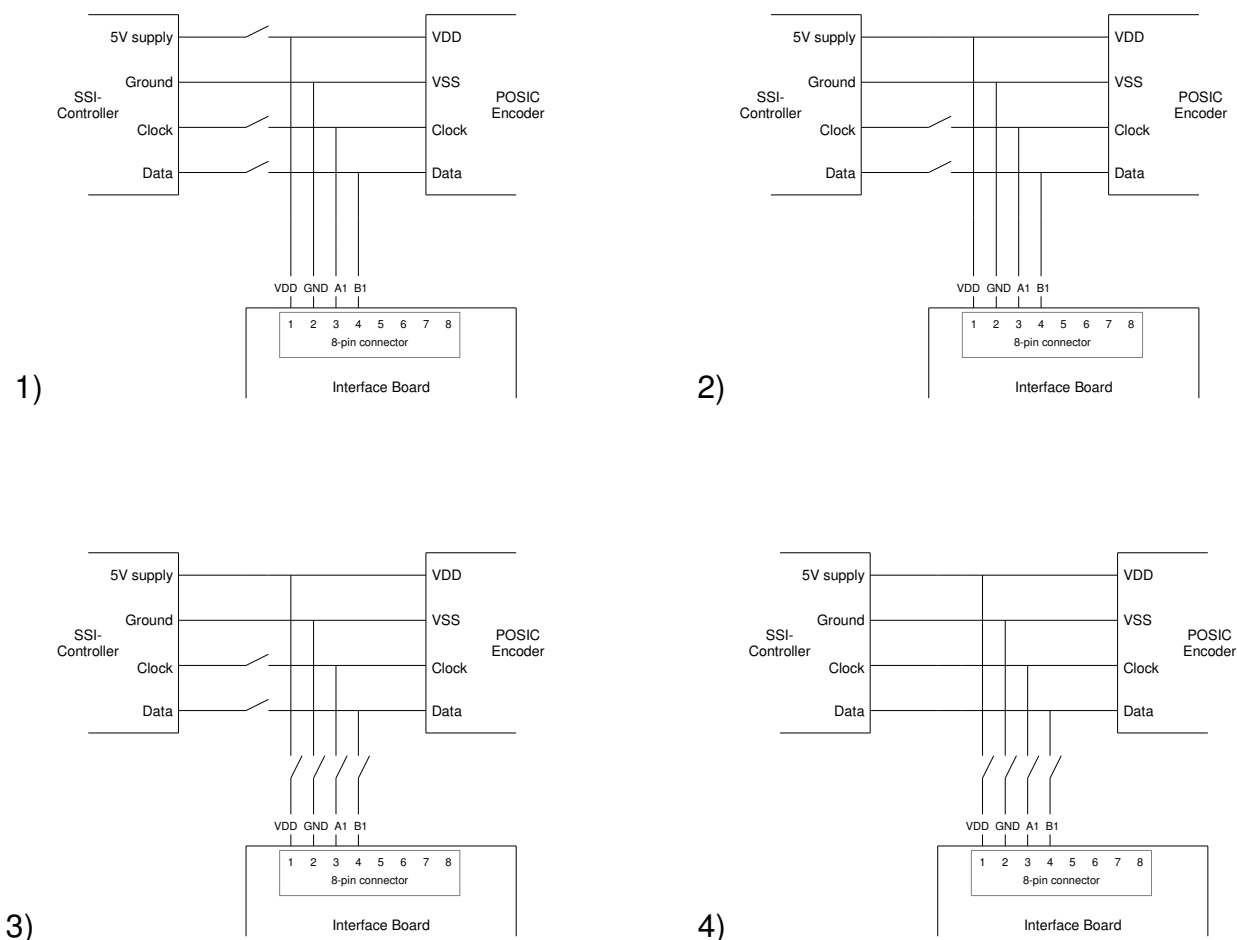 5V supply
VDD
Ground
VSS
SSI-
Controller
POSIC
Encoder
Clock
Clock
Data
Data
VDD GND A1 B1
1 2 3 4 5 6 7 8
8-pin connector
Interface Board
1)
5V supply
VDD
Ground
VSS
SSI-
Controller
POSIC
Encoder
Clock
Clock
Data
Data
VDD GND A1 B1
1 2 3 4 5 6 7 8
8-pin connector
Interface Board
2)
5V supply
VDD
Ground
VSS
SSI-
Controller
POSIC
Encoder
Clock
Clock
Data
Data
VDD GND A1 B1
1 2 3 4 5 6 7 8
8-pin connector
Interface Board
3)
5V supply
VDD
Ground
VSS
SSI-
Controller
POSIC
Encoder
Clock
Clock
Data
Data
VDD GND A1 B1
1 2 3 4 5 6 7 8
8-pin connector
Interface Board
4)